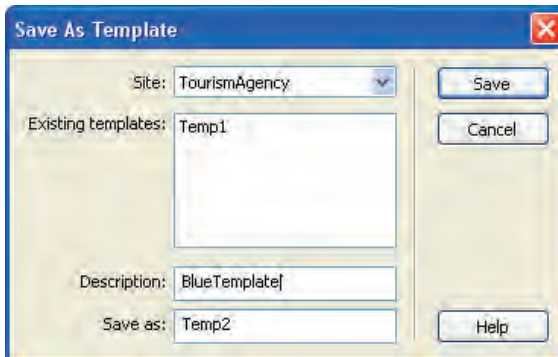 Save As Template
Site: TourismAgency
Save
Existing templates: Temp1
Cancel
Description: BlueTemplate
Save as: Temp2
Help